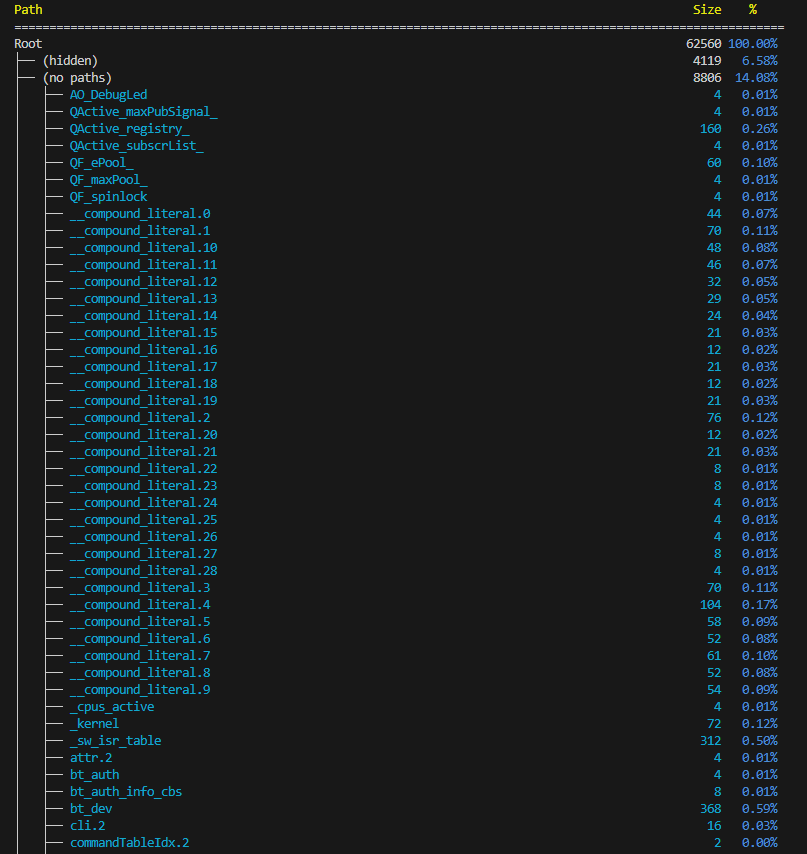 Path Size %
==============================================================================================================
Root 62560 100.00%
├── (hidden) 4119 6.58%
├── (no paths) 8806 14.08%
│   ├── AO_DebugLed 4 0.01%
│   ├── QActive_maxPubSignal_ 4 0.01%
│   ├── QActive_registry_ 160 0.26%
│   ├── QActive_subscrList_ 4 0.01%
│   ├── QF_ePool_ 60 0.10%
│   ├── QF_maxPool_ 4 0.01%
│   ├── QF_spinlock 4 0.01%
│   ├── __compound_literal.0 44 0.07%
│   ├── __compound_literal.1 70 0.11%
│   ├── __compound_literal.10 48 0.08%
│   ├── __compound_literal.11 46 0.07%
│   ├── __compound_literal.12 32 0.05%
│   ├── __compound_literal.13 29 0.05%
│   ├── __compound_literal.14 24 0.04%
│   ├── __compound_literal.15 21 0.03%
│   ├── __compound_literal.16 12 0.02%
│   ├── __compound_literal.17 21 0.03%
│   ├── __compound_literal.18 12 0.02%
│   ├── __compound_literal.19 21 0.03%
│   ├── __compound_literal.2 76 0.12%
│   ├── __compound_literal.20 12 0.02%
│   ├── __compound_literal.21 21 0.03%
│   ├── __compound_literal.22 8 0.01%
│   ├── __compound_literal.23 8 0.01%
│   ├── __compound_literal.24 4 0.01%
│   ├── __compound_literal.25 4 0.01%
│   ├── __compound_literal.26 4 0.01%
│   ├── __compound_literal.27 8 0.01%
│   ├── __compound_literal.28 4 0.01%
│   ├── __compound_literal.3 70 0.11%
│   ├── __compound_literal.4 104 0.17%
│   ├── __compound_literal.5 58 0.09%
│   ├── __compound_literal.6 52 0.08%
│   ├── __compound_literal.7 61 0.10%
│   ├── __compound_literal.8 52 0.08%
│   ├── __compound_literal.9 54 0.09%
│   ├── _cpus_active 4 0.01%
│   ├── _kernel 72 0.12%
│   ├── _sw_isr_table 312 0.50%
│   ├── attr.2 4 0.01%
│   ├── bt_auth 4 0.01%
│   ├── bt_auth_info_cbs 8 0.01%
│   ├── bt_dev 368 0.59%
│   ├── cli.2 16 0.03%
│   ├── commandTableIdx.2 2 0.00%